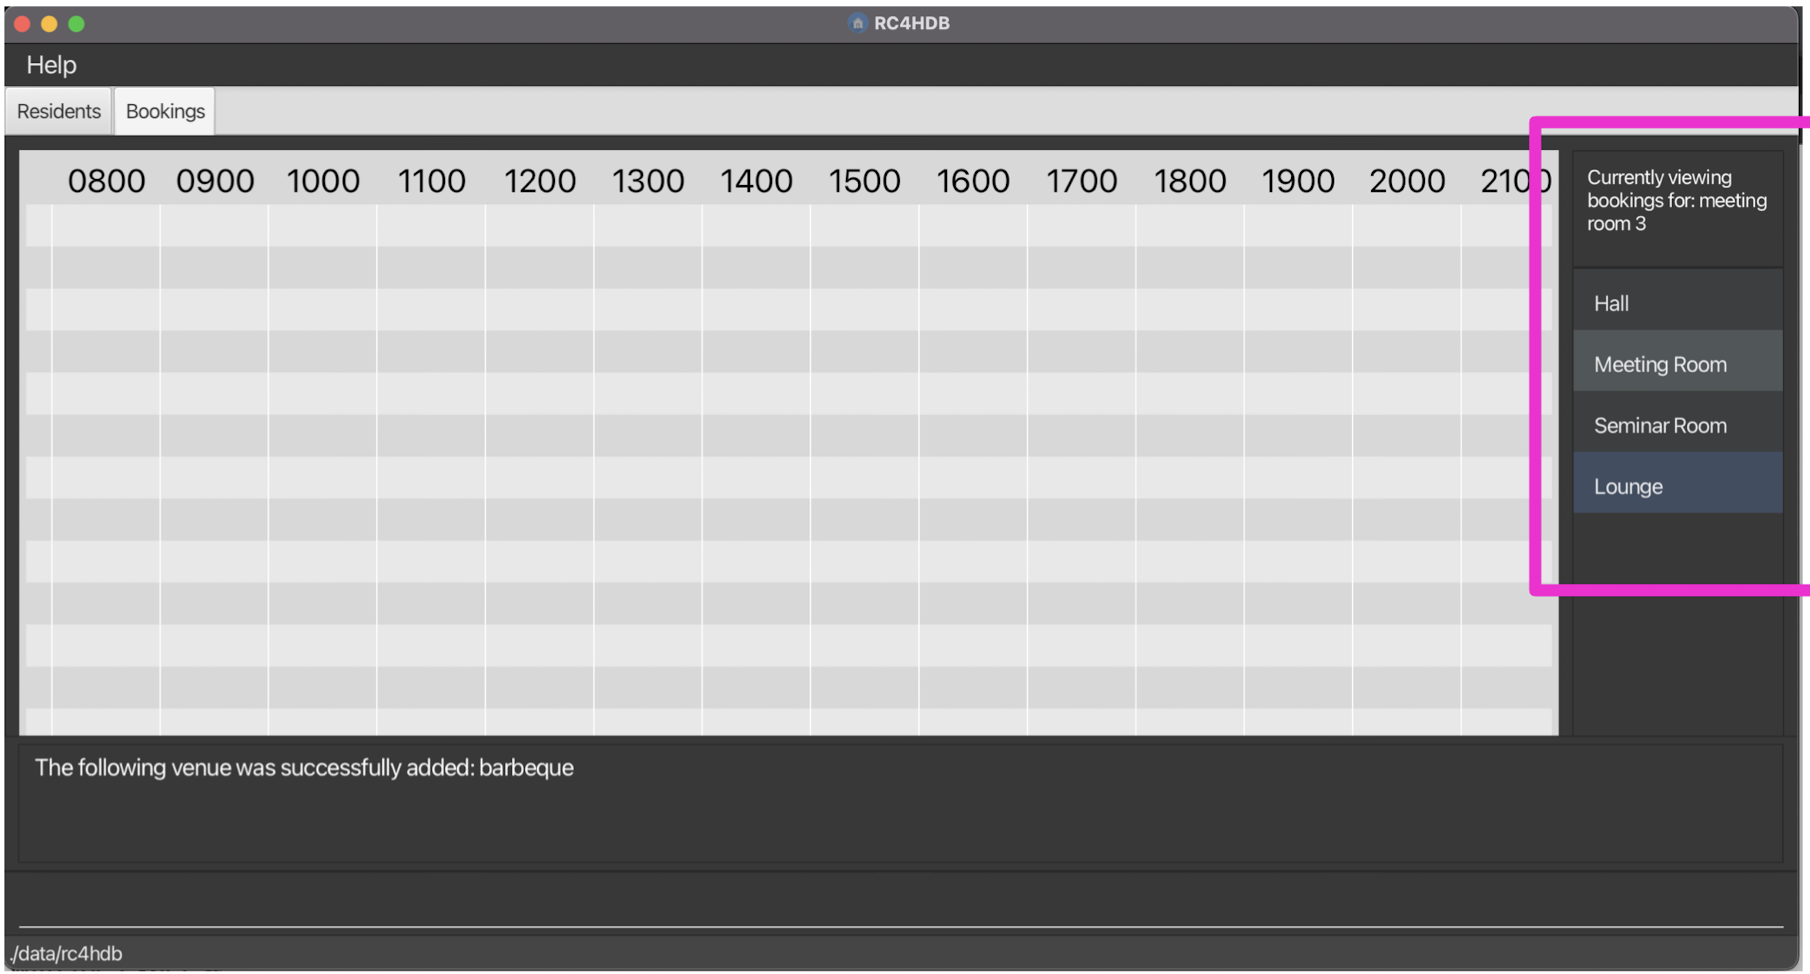 RC4HDB
Help
Residents Bookings
0800 0900 1000 1100 1200 1300 1400 1500 1600 1700 1800 1900 2000 2100
Currently viewing
bookings for: meeting
room 3
Hall
Meeting Room
Seminar Room
Lounge
The following venue was successfully added: barbeque
./data/rc4hdb